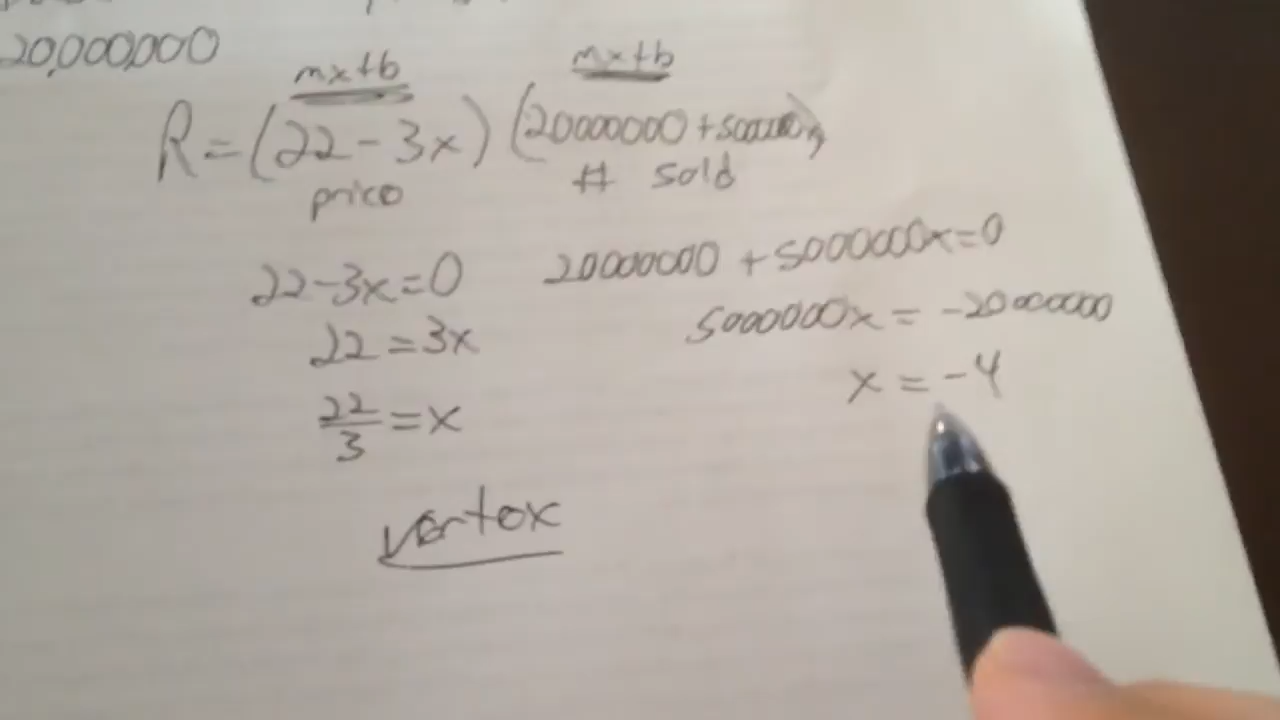 20,000,000
mx+b mx+b
R=(22-3x) (20000000+5000000x)
price # sold
22-3x=0 20000000+5000000x=0
22=3x 5000000x=-20000000
22/3=x x=-4
vertex